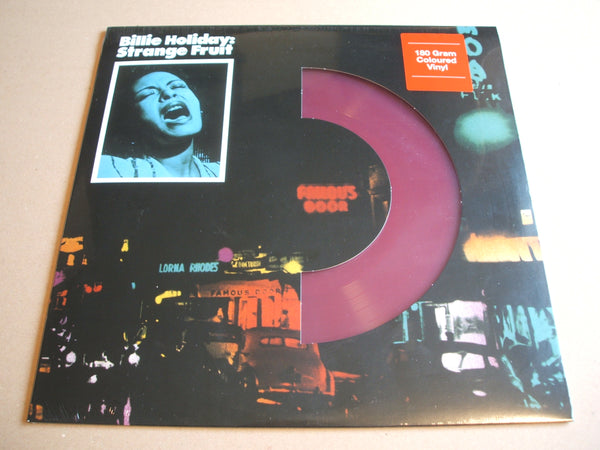 Billie Holiday:
Strange Fruit
180 Gram
Coloured
Vinyl
FAMOUS
DOOR
LORNA RHODES
FAMOUS DOOR